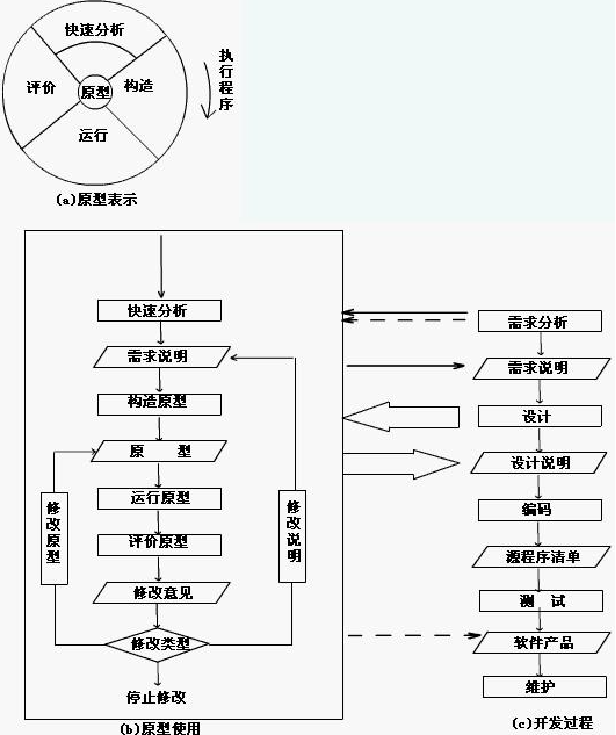 快速分析
评价
原型
构造
运行
执行程序
(a)原型表示
快速分析
需求说明
构造原型
原 型
运行原型
评价原型
修改意见
修改类型
停止修改
修改原型
修改说明
(b)原型使用
需求分析
需求说明
设计
设计说明
编码
源程序清单
测 试
软件产品
维护
(c)开发过程